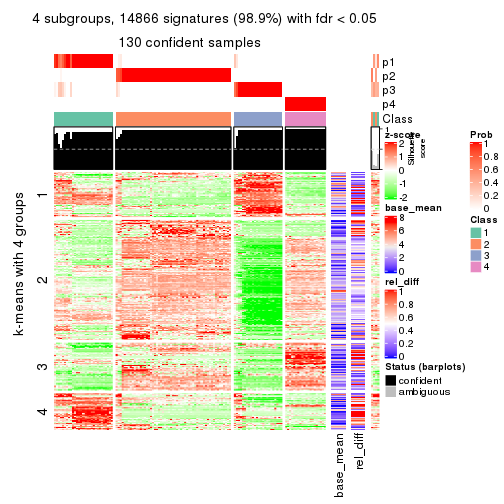 4 subgroups, 14866 signatures (98.9%) with fdr < 0.05
130 confident samples
p1
p2
p3
p4
Class
1
Silhouette
score
z-score
2
1
0
-1
-2
Prob
1
0.8
0.6
0.4
0.2
0
base_mean
8
6
4
2
0
Class
1
2
3
4
rel_diff
1
0.8
0.6
0.4
0.2
0
Status (barplots)
confident
ambiguous
k-means with 4 groups
1
2
3
4
base_mean
rel_diff